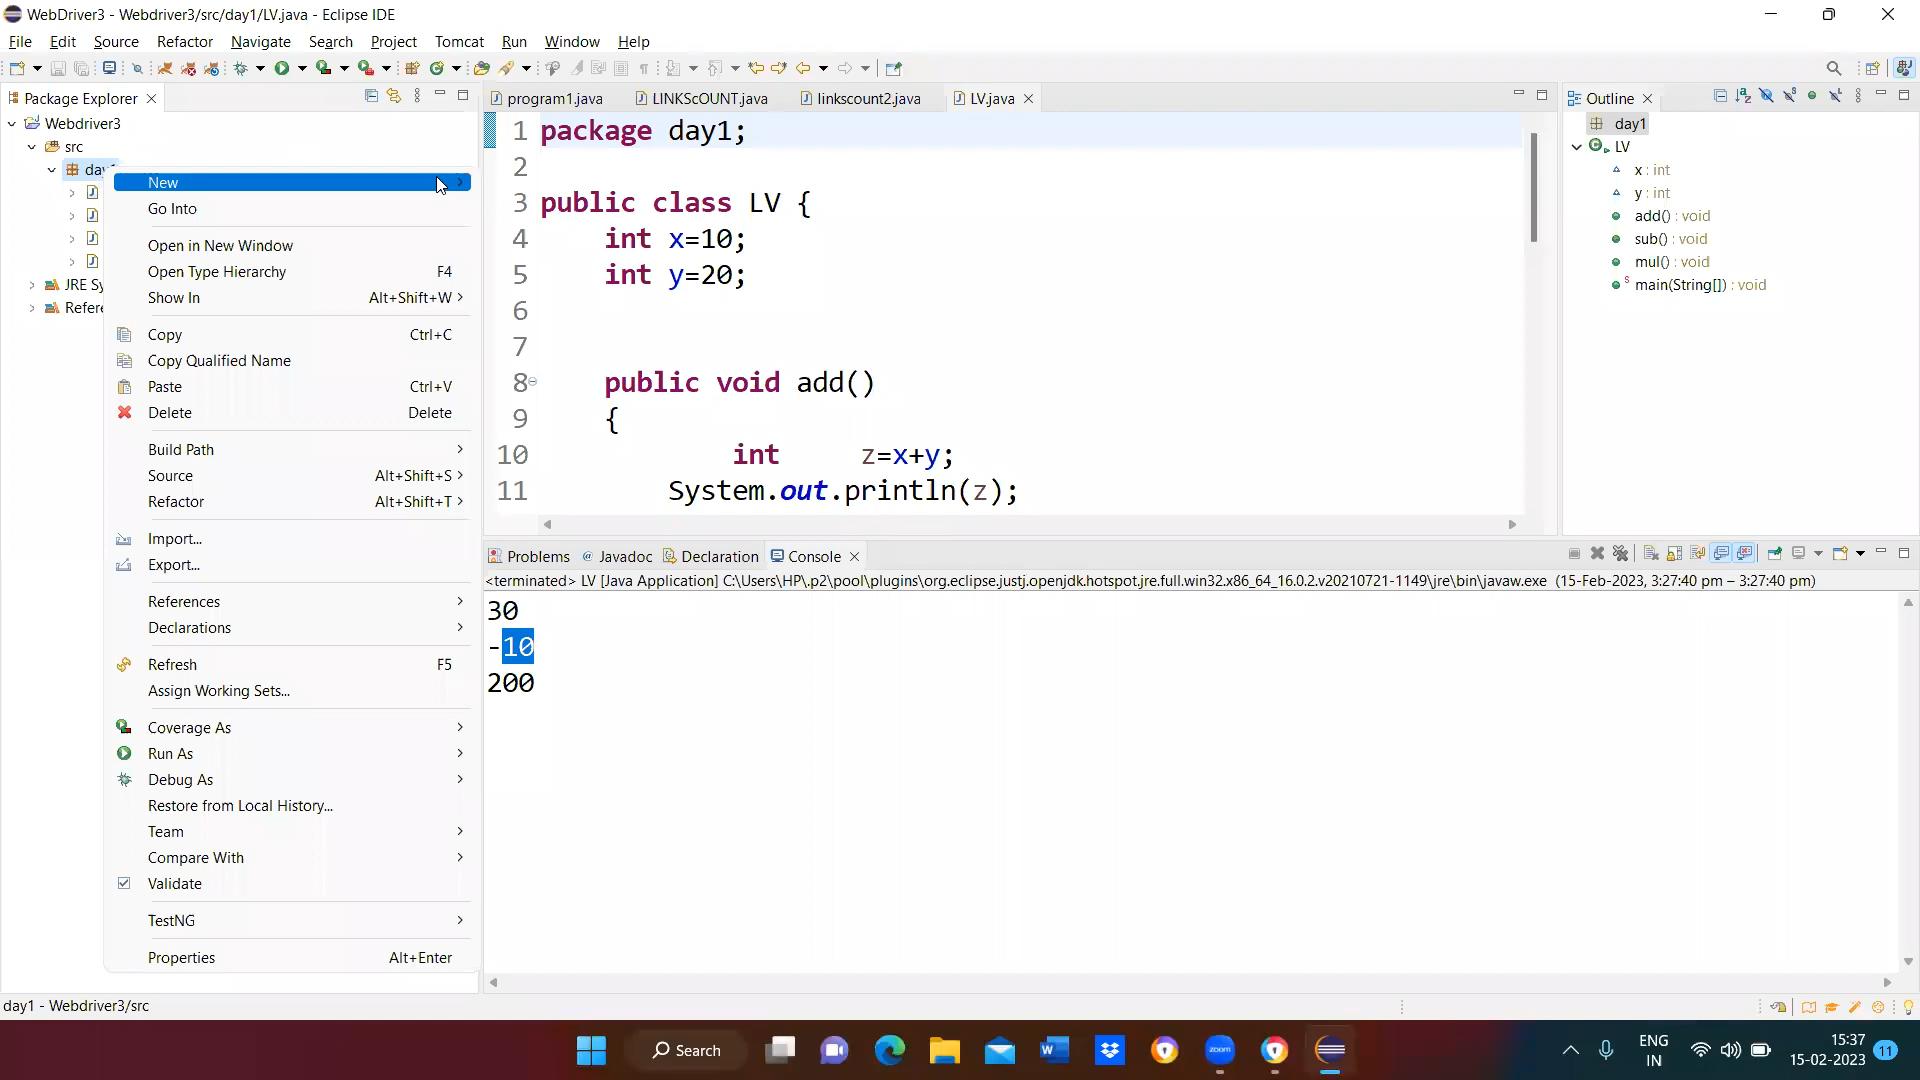 WebDriver3 - Webdriver3/src/day1/LV.java - Eclipse IDE
File Edit Source Refactor Navigate Search Project Tomcat Run Window Help
Package Explorer
Webdriver3
src
JRE Sy
Refere
New
Go Into
Open in New Window
Open Type Hierarchy F4
Show In Alt+Shift+W >
Copy Ctrl+C
Copy Qualified Name
Paste Ctrl+V
Delete Delete
Build Path >
Source Alt+Shift+S >
Refactor Alt+Shift+T >
Import...
Export...
References >
Declarations >
Refresh F5
Assign Working Sets...
Coverage As >
Run As >
Debug As >
Restore from Local History...
Team >
Compare With >
Validate
TestNG >
Properties Alt+Enter
program1.java LINKScOUNT.java linkscount2.java LV.java
1 package day1;
2
3 public class LV {
4 int x=10;
5 int y=20;
6
7
8 public void add()
9 {
10 int z=x+y;
11 System.out.println(z);
Outline
day1
LV
x : int
y : int
add() : void
sub() : void
mul() : void
S main(String[]) : void
Problems @ Javadoc Declaration Console
<terminated> LV [Java Application] C:\Users\HP\.p2\pool\plugins\org.eclipse.justj.openjdk.hotspot.jre.full.win32.x86_64_16.0.2.v20210721-1149\jre\bin\javaw.exe (15-Feb-2023, 3:27:40 pm – 3:27:40 pm)
30
-10
200
day1 - Webdriver3/src
Search
zoom
ENG
IN
15:37
15-02-2023
11